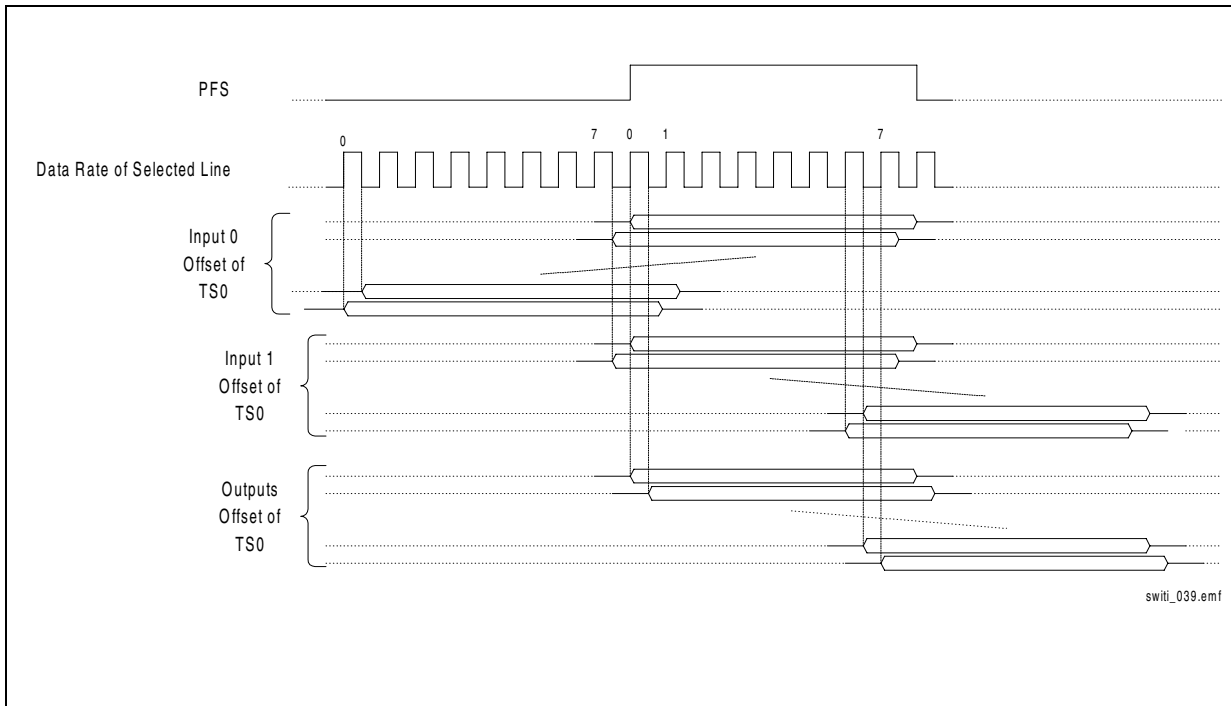 PFS
7 0 1 7
0
Data Rate of Selected Line
Input 0
Offset of
TS0
Input 1
Offset of
TS0
Outputs
Offset of
TS0
switi_039.emf